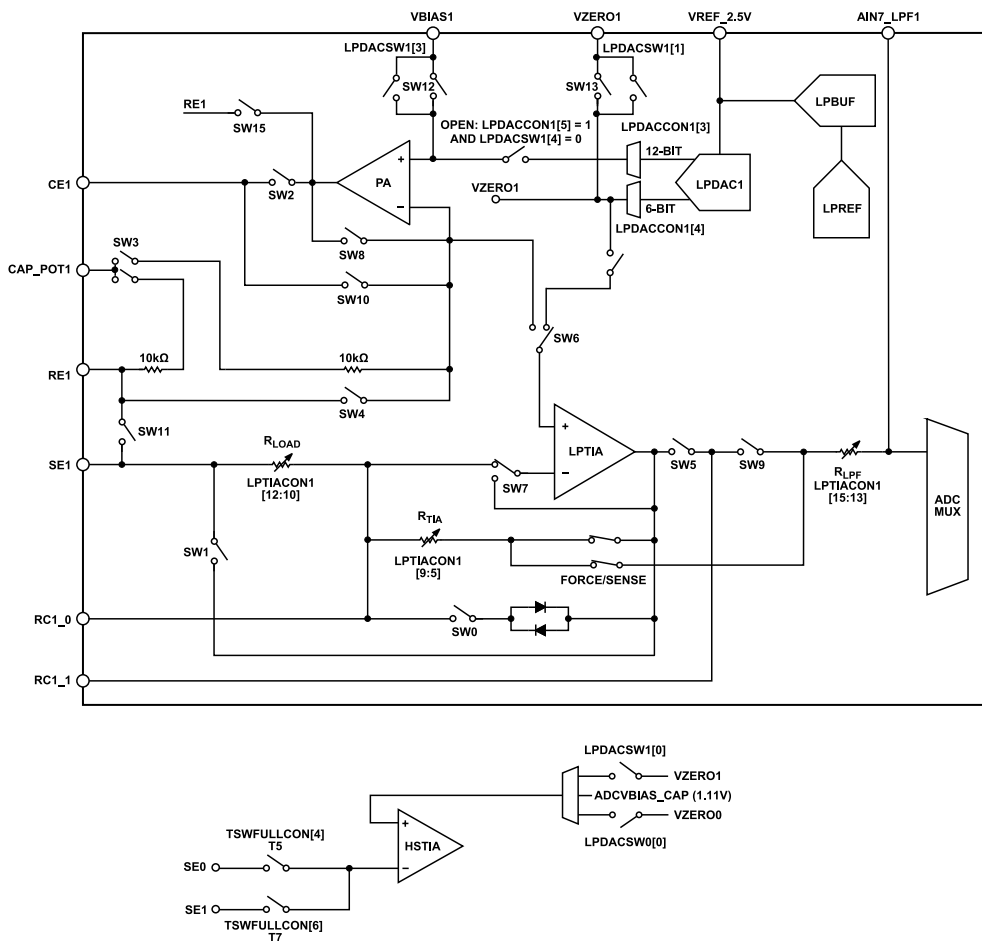 VBIAS1
VZERO1
VREF_2.5V
AIN7_LPF1
LPDACSW1[3]
LPDACSW1[1]
SW12
SW13
LPBUF
RE1
SW15
OPEN: LPDACCON1[5] = 1
AND LPDACSW1[4] = 0
LPDACCON1[3]
12-BIT
+
PA
–
CE1
SW2
VZERO1
LPDAC1
LPREF
6-BIT
LPDACCON1[4]
SW3
SW8
CAP_POT1
SW10
SW6
10kΩ
10kΩ
RE1
SW4
SW11
+
LPTIA
–
RLOAD
SE1
LPTIACON1
[12:10]
SW7
SW5
SW9
RLPF
LPTIACON1
[15:13]
ADC
MUX
SW1
RTIA
LPTIACON1
[9:5]
FORCE/SENSE
RC1_0
SW0
RC1_1
LPDACSW1[0]
VZERO1
ADCVBIAS_CAP (1.11V)
VZERO0
LPDACSW0[0]
+
HSTIA
–
TSWFULLCON[4]
T5
SE0
SE1
TSWFULLCON[6]
T7